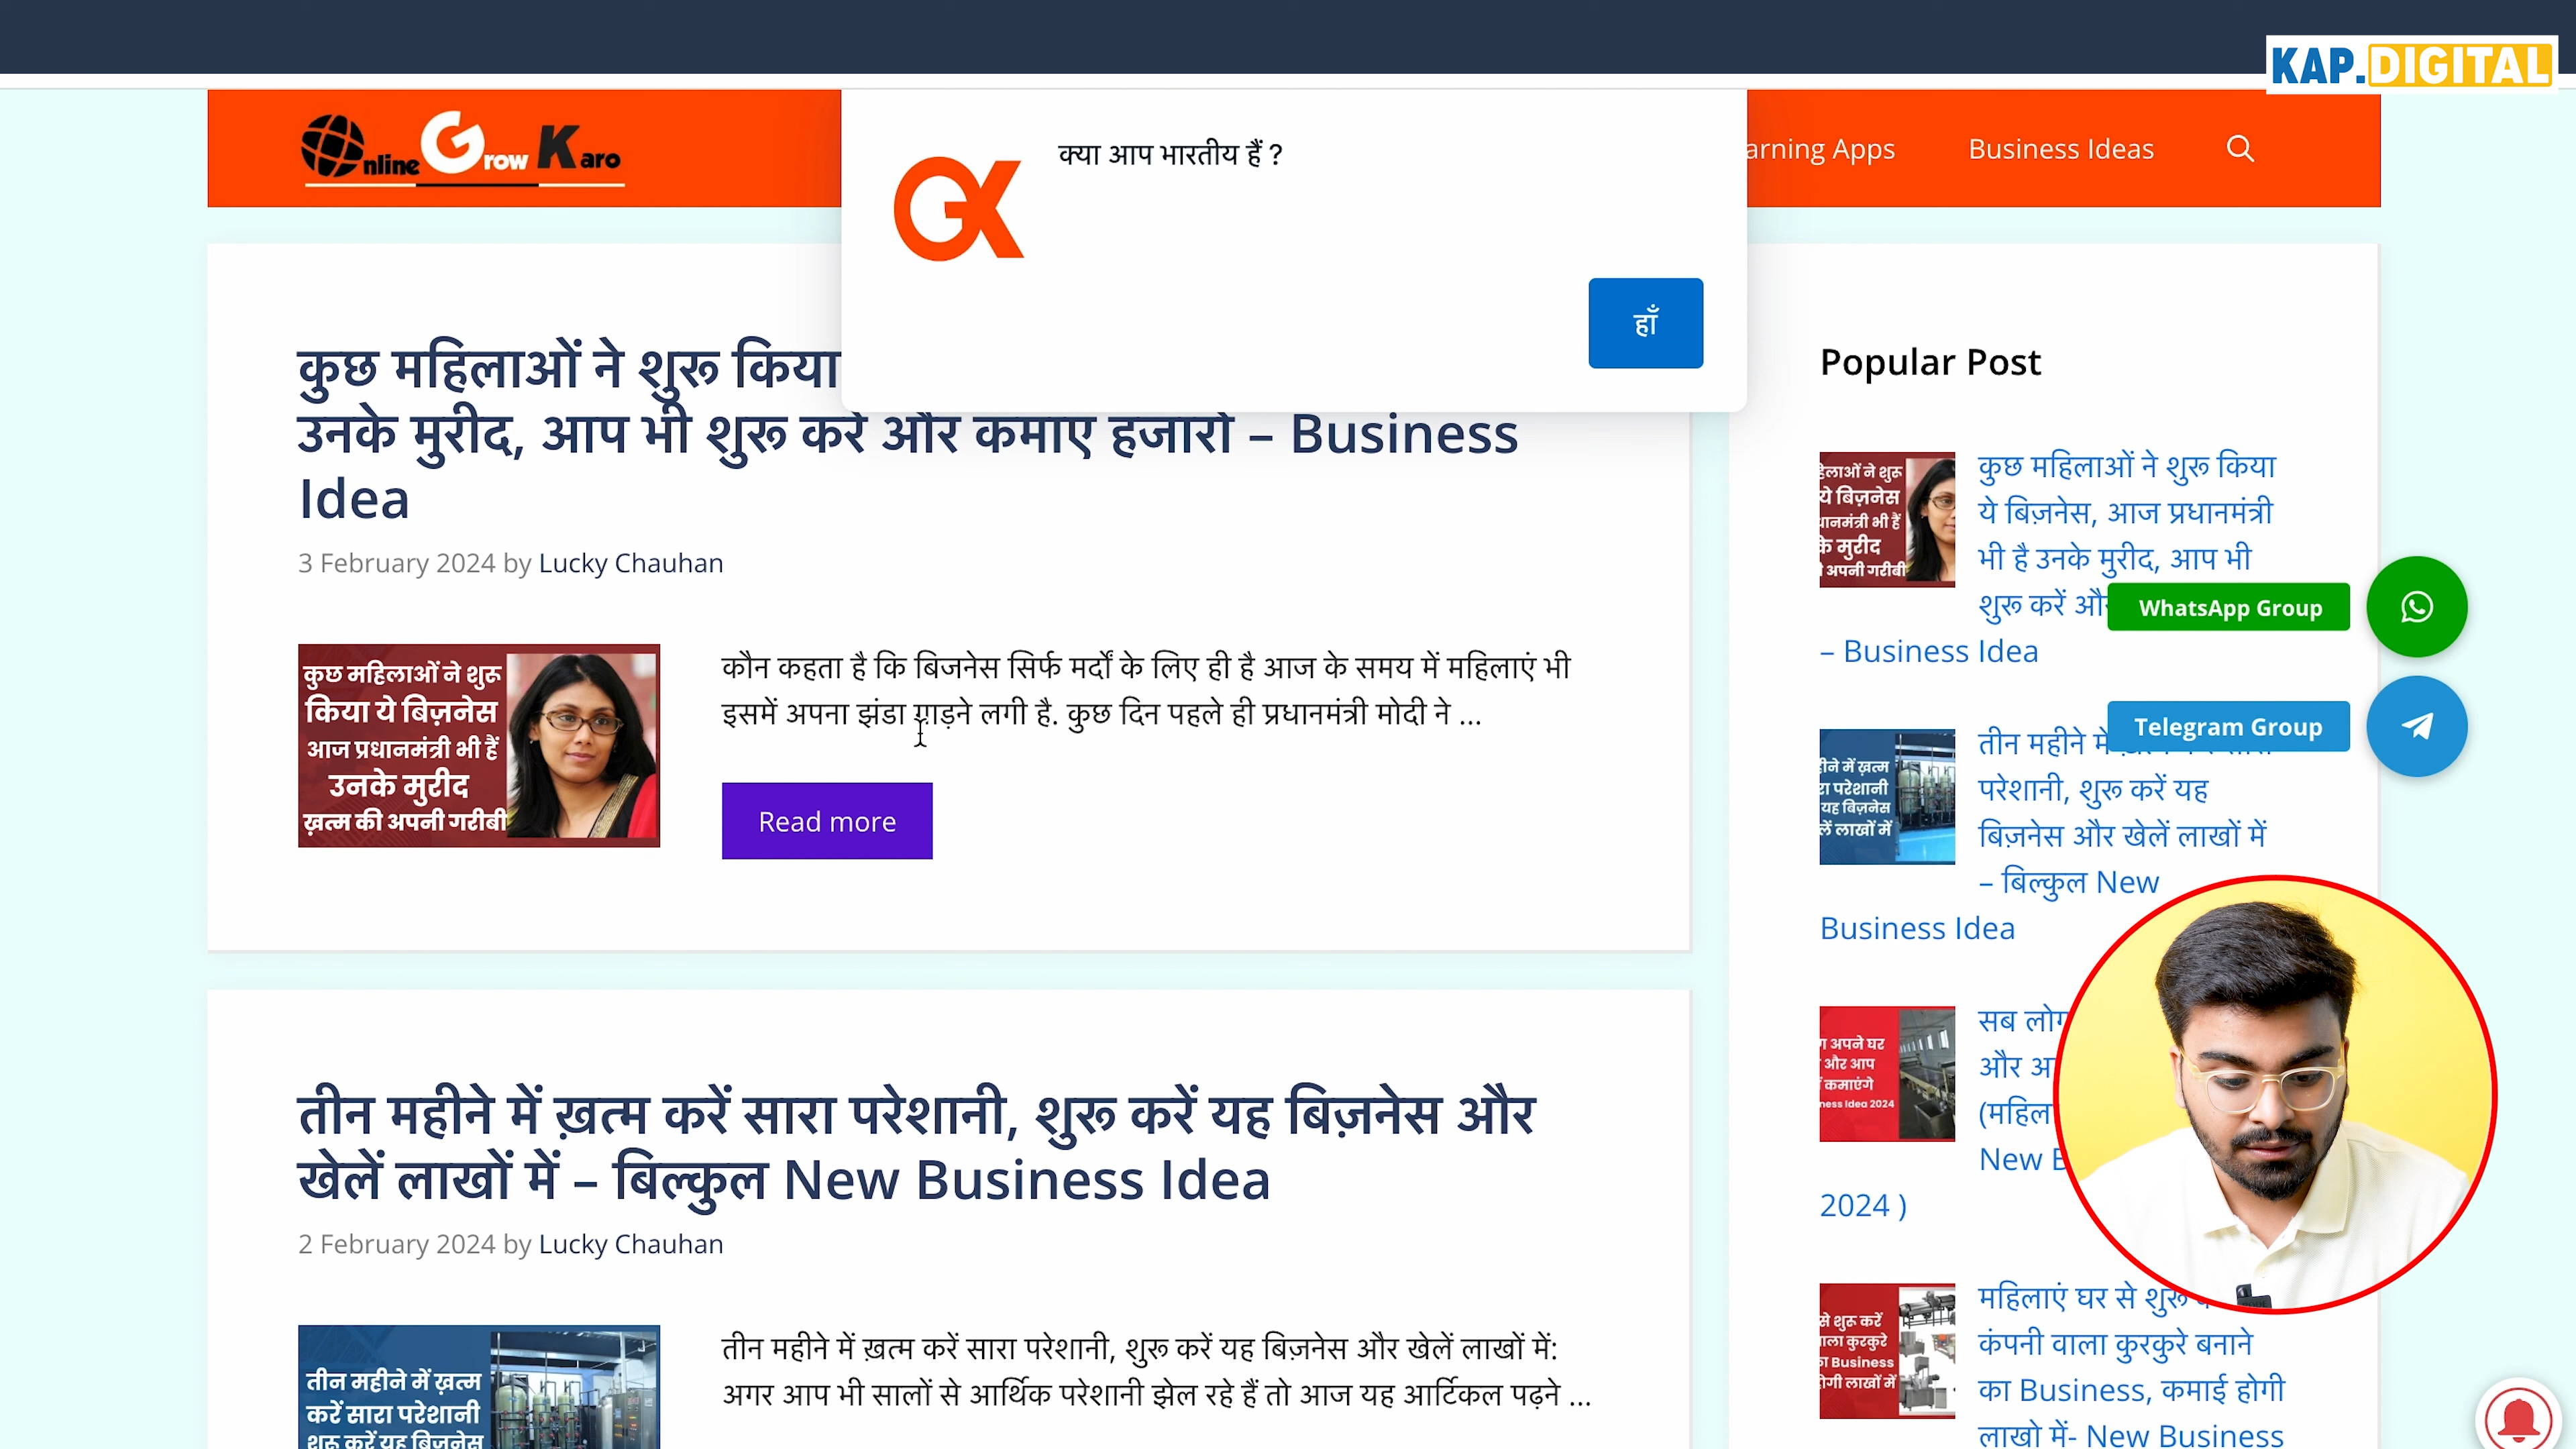 KAP.DIGITAL
Online Grow Karo
Business Ideas
क्या आप भारतीय हैं ?
हाँ
कुछ महिलाओं ने शुरू किया
उनके मुरीद, आप भी शुरू करें और कमाएं हजारों – Business
Idea
3 February 2024 by Lucky Chauhan
कुछ महिलाओं ने शुरू
किया ये बिज़नेस
आज प्रधानमंत्री भी हैं
उनके मुरीद
ख़त्म की अपनी गरीबी
कौन कहता है कि बिजनेस सिर्फ मर्दों के लिए ही है आज के समय में महिलाएं भी
इसमें अपना झंडा गाड़ने लगी है. कुछ दिन पहले ही प्रधानमंत्री मोदी ने ...
Read more
तीन महीने में ख़त्म करें सारा परेशानी, शुरू करें यह बिज़नेस और
खेलें लाखों में – बिल्कुल New Business Idea
2 February 2024 by Lucky Chauhan
तीन महीने में ख़त्म
करें सारा परेशानी
शुरू करें यह बिज़नेस
तीन महीने में ख़त्म करें सारा परेशानी, शुरू करें यह बिज़नेस और खेलें लाखों में:
अगर आप भी सालों से आर्थिक परेशानी झेल रहे हैं तो आज यह आर्टिकल पढ़ने ...
Popular Post
कुछ महिलाओं ने शुरू किया
ये बिज़नेस, आज प्रधानमंत्री
भी है उनके मुरीद, आप भी
शुरू करें
– Business Idea
WhatsApp Group
Telegram Group
तीन महीने
परेशानी, शुरू करें यह
बिज़नेस और खेलें लाखों में
– बिल्कुल New
Business Idea
सब लोग
और
New
2024 )
महिलाएं घर से शुरू
कंपनी वाला कुरकुरे बनाने
का Business, कमाई होगी
लाखो में- New Business